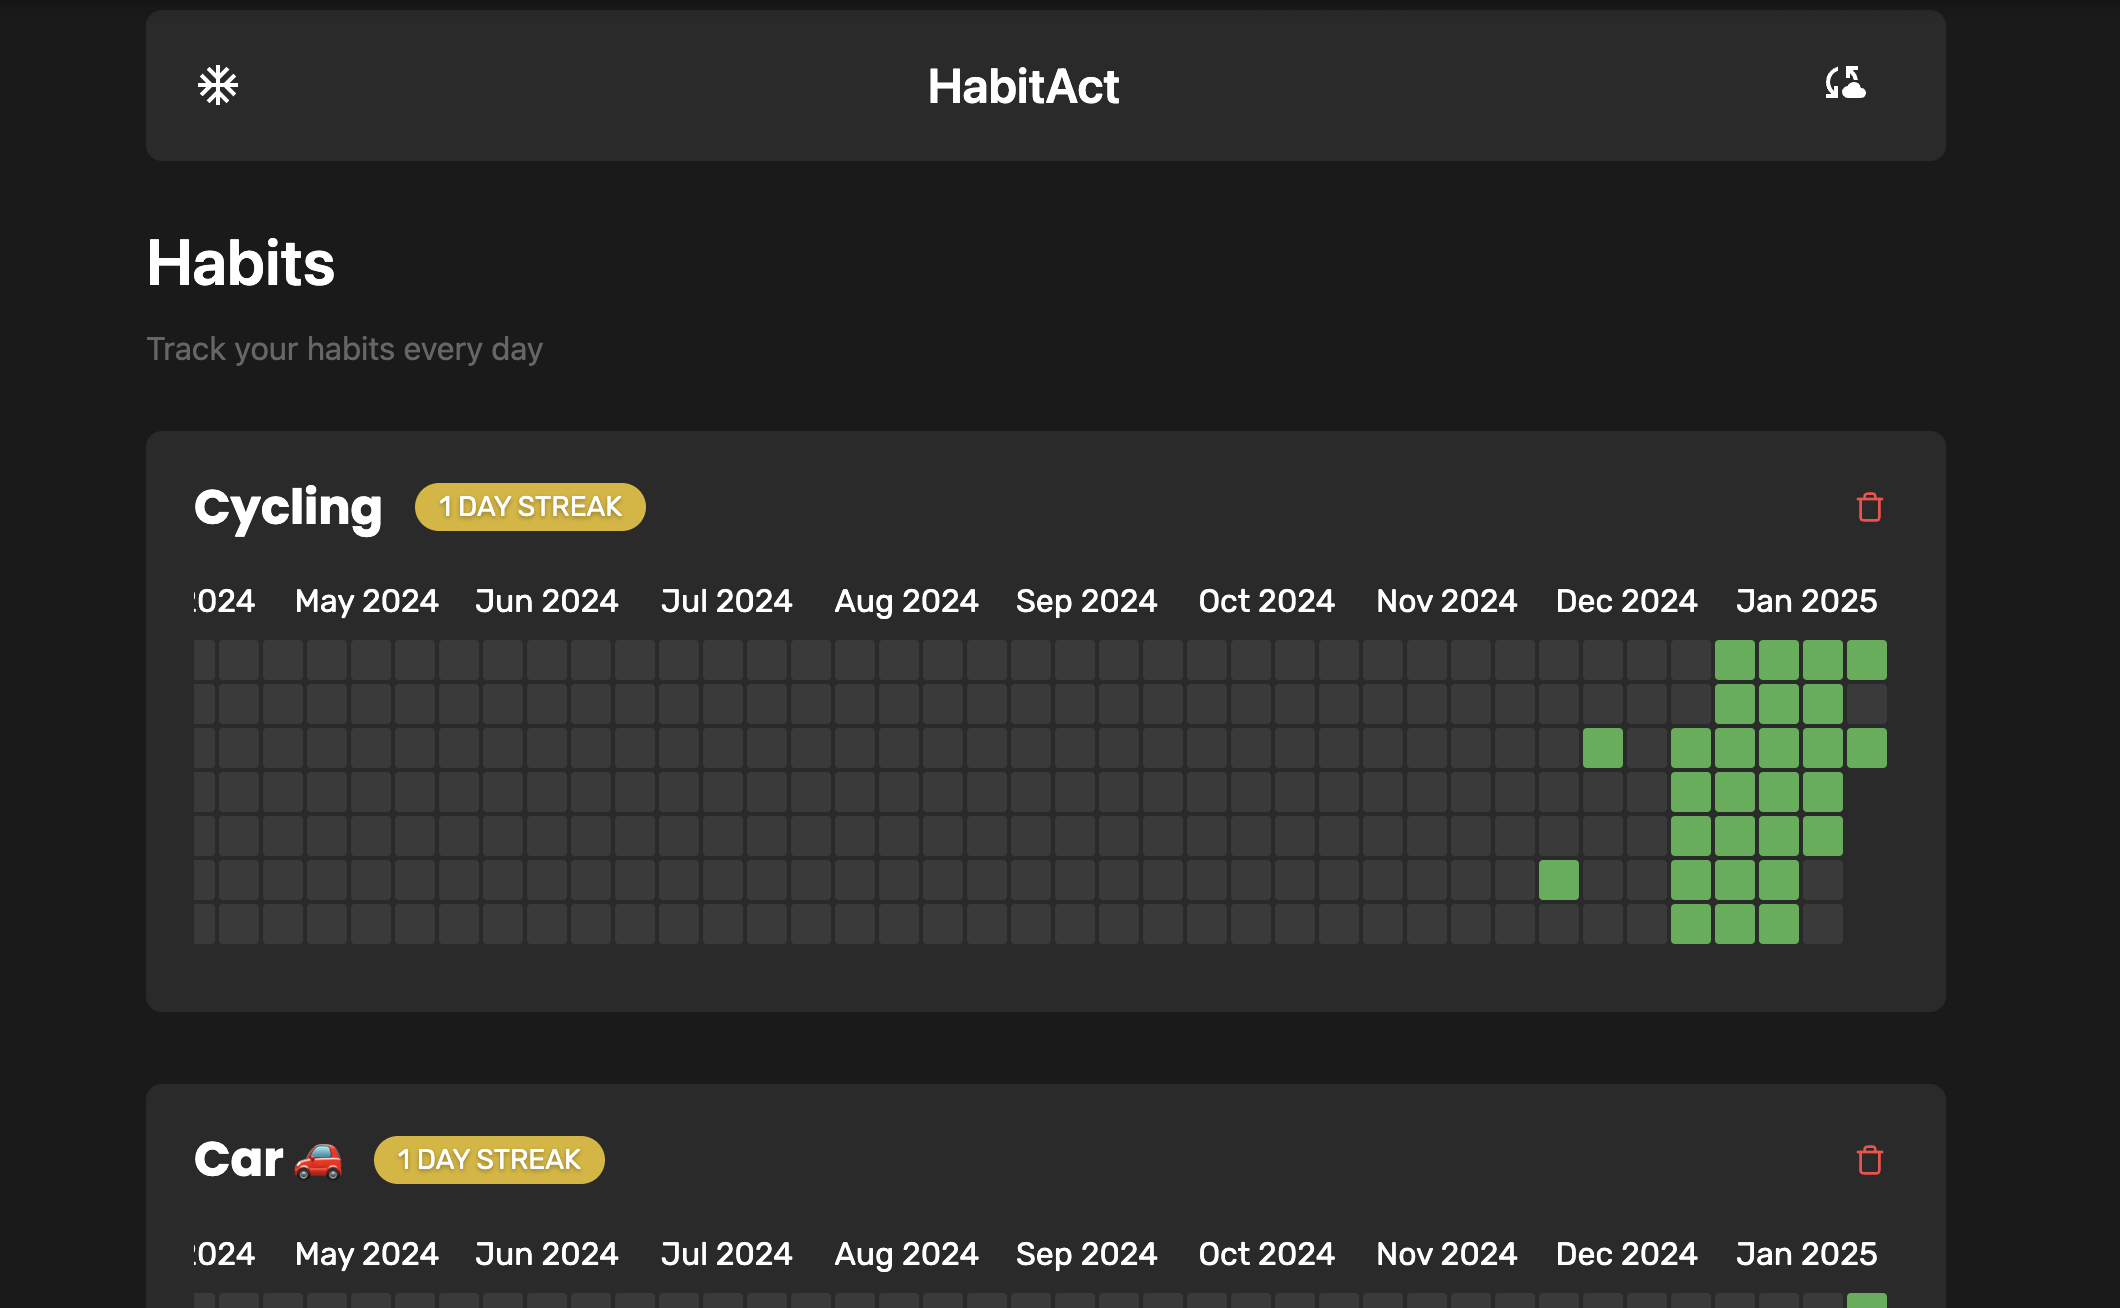 HabitAct
Habits
Track your habits every day
Cycling 1 DAY STREAK
2024 May 2024 Jun 2024 Jul 2024 Aug 2024 Sep 2024 Oct 2024 Nov 2024 Dec 2024 Jan 2025
Car 🚗 1 DAY STREAK
2024 May 2024 Jun 2024 Jul 2024 Aug 2024 Sep 2024 Oct 2024 Nov 2024 Dec 2024 Jan 2025